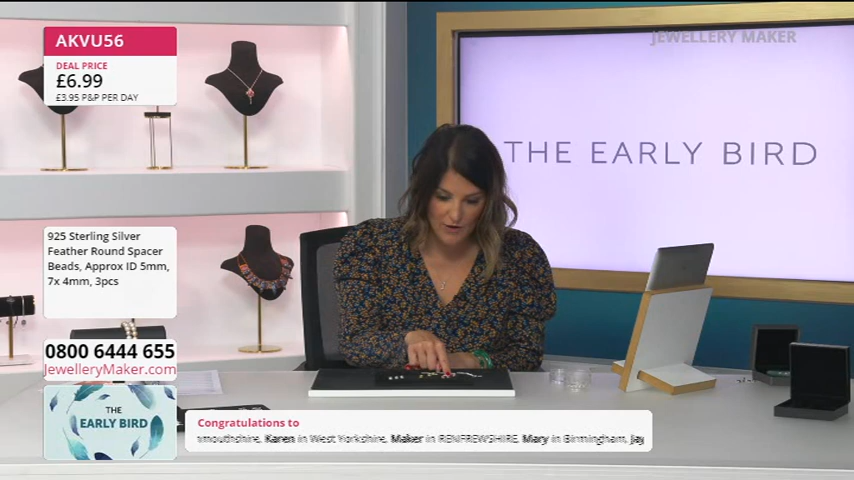 AKVU56
DEAL PRICE
£6.99
£3.95 P&P PER DAY
JEWELLERY MAKER
THE EARLY BIRD
925 Sterling Silver
Feather Round Spacer
Beads, Approx ID 5mm,
7x 4mm, 3pcs
0800 6444 655
JewelleryMaker.com
THE
EARLY BIRD
Congratulations to
Karen in West Yorkshire, Maker in RENFREWSHIRE, Mary in Birmingham, Jay